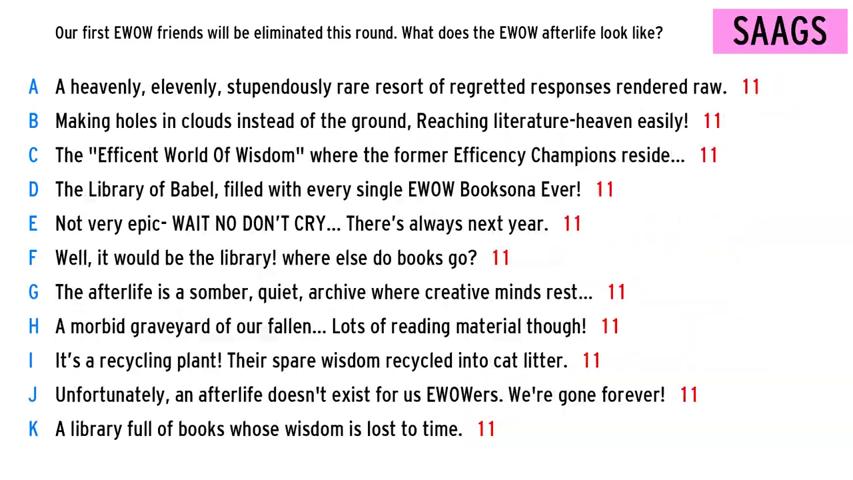 Our first EWOW friends will be eliminated this round. What does the EWOW afterlife look like?
SAAGS
A A heavenly, elevenly, stupendously rare resort of regretted responses rendered raw. 11
B Making holes in clouds instead of the ground, Reaching literature-heaven easily! 11
C The "Efficent World Of Wisdom" where the former Efficency Champions reside... 11
D The Library of Babel, filled with every single EWOW Booksona Ever! 11
E Not very epic- WAIT NO DON'T CRY... There's always next year. 11
F Well, it would be the library! where else do books go? 11
G The afterlife is a somber, quiet, archive where creative minds rest... 11
H A morbid graveyard of our fallen... Lots of reading material though! 11
I It's a recycling plant! Their spare wisdom recycled into cat litter. 11
J Unfortunately, an afterlife doesn't exist for us EWOWers. We're gone forever! 11
K A library full of books whose wisdom is lost to time. 11